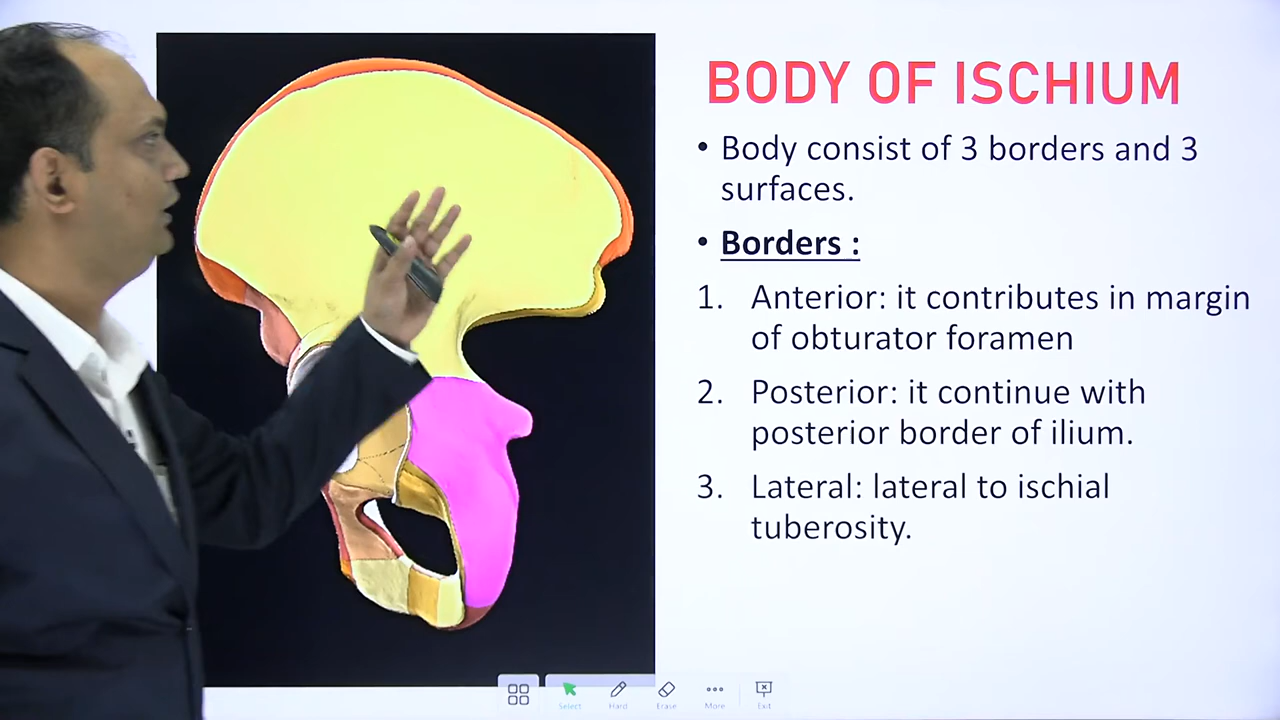 BODY OF ISCHIUM
• Body consist of 3 borders and 3
surfaces.
• Borders :
1. Anterior: it contributes in margin
of obturator foramen
2. Posterior: it continue with
posterior border of ilium.
3. Lateral: lateral to ischial
tuberosity.
Select Hard Erase More Exit